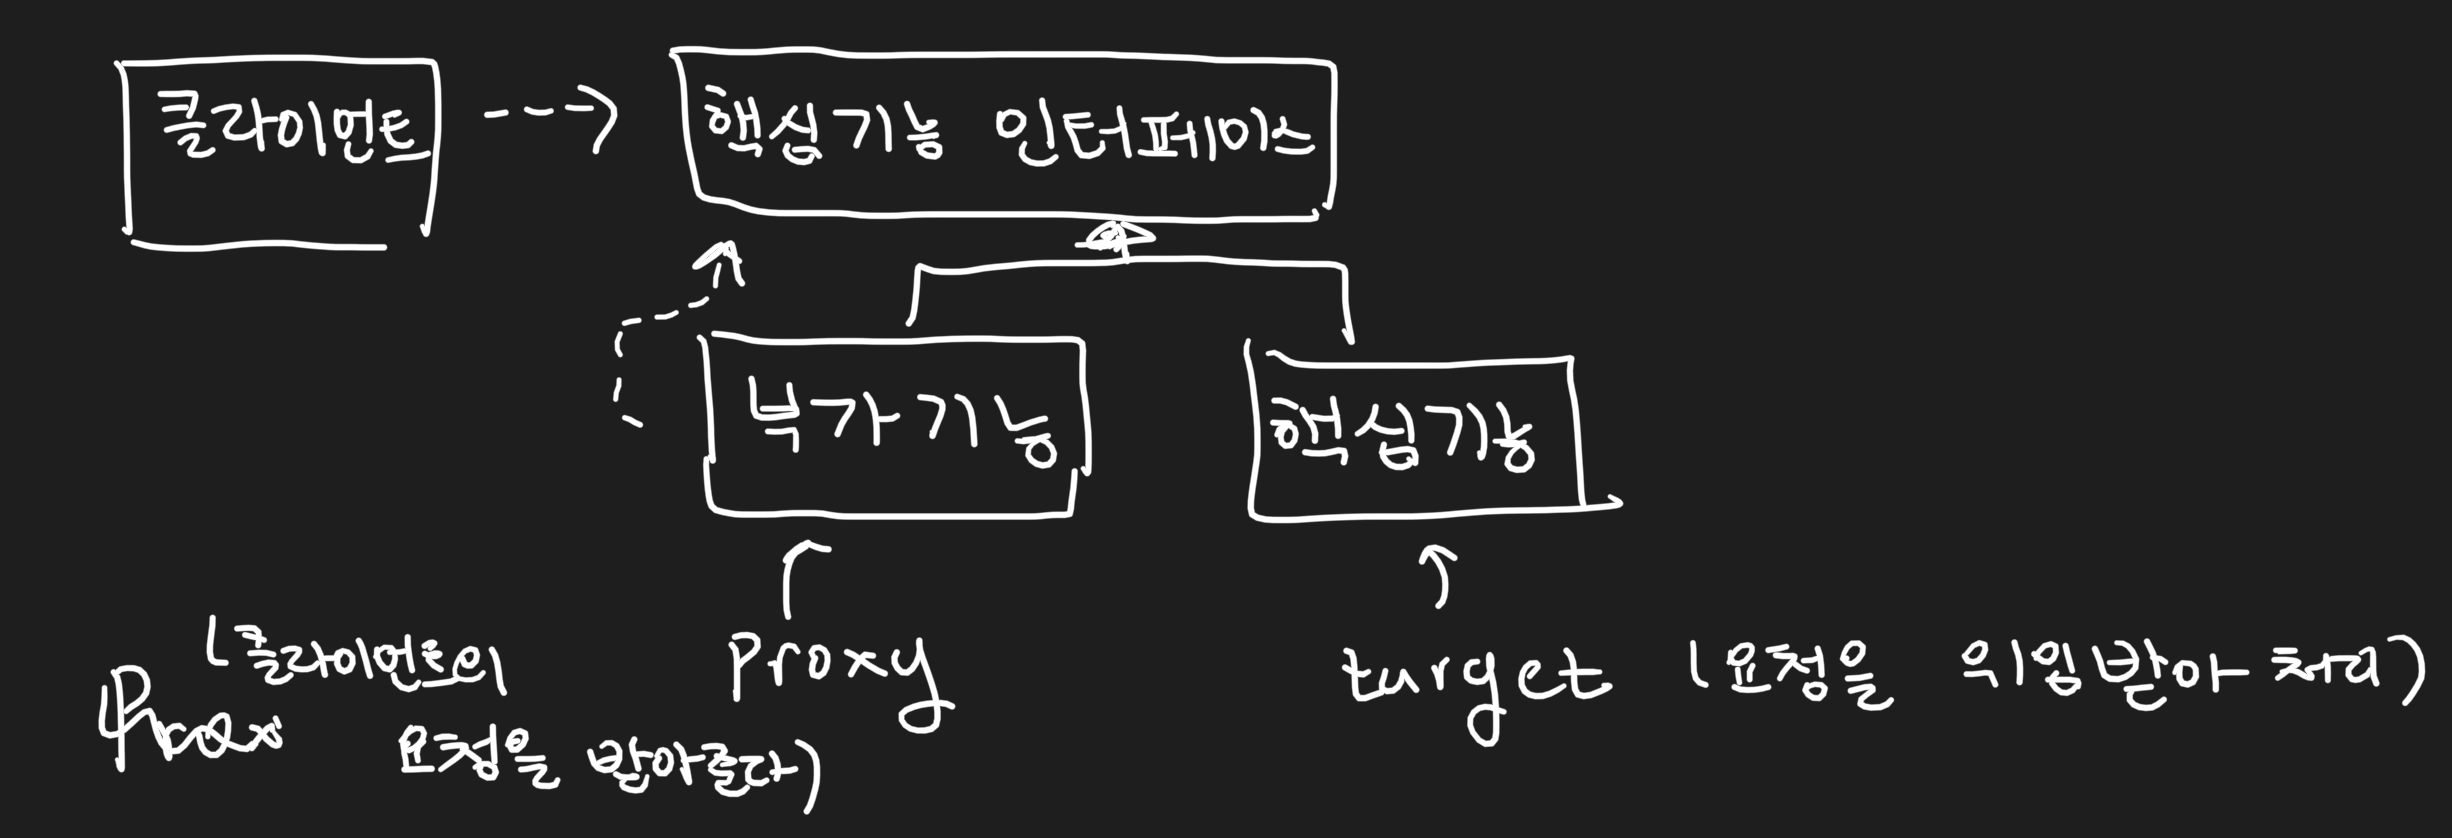 클라이언트
핵심기능 인터페이스
부가기능
핵심기능
(클라이언트의
요청을 받아준다)
Proxy
target (요청을 위임받아 처리)